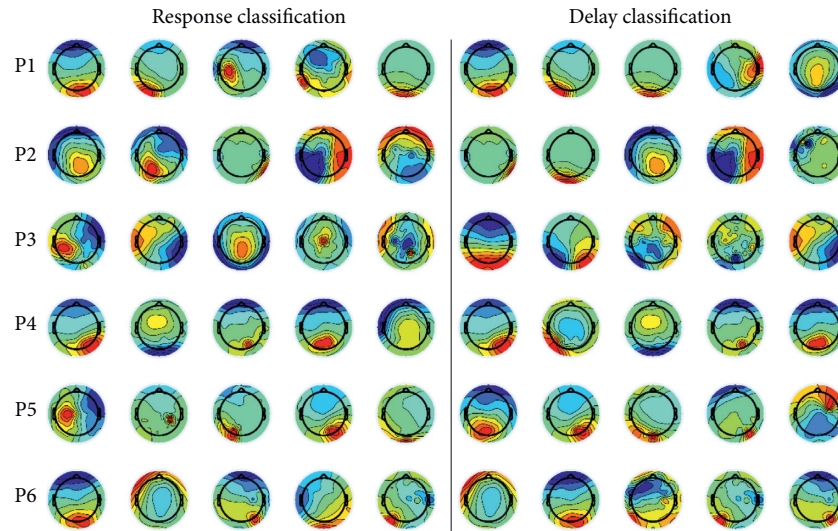 Response classification
Delay classification
P1
P2
P3
P4
P5
P6